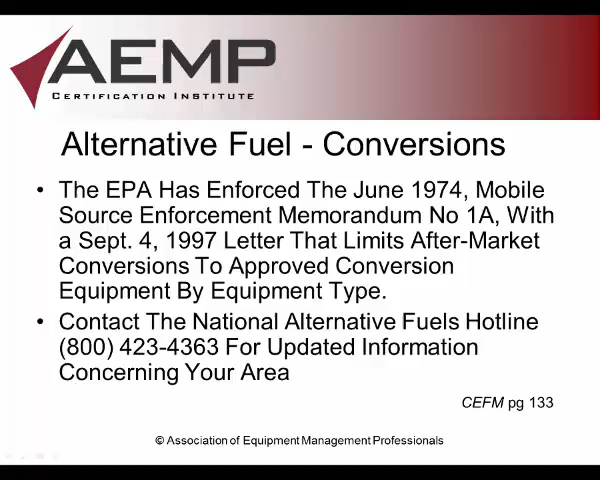 AEMP
CERTIFICATION INSTITUTE
Alternative Fuel - Conversions
• The EPA Has Enforced The June 1974, Mobile
Source Enforcement Memorandum No 1A, With
a Sept. 4, 1997 Letter That Limits After-Market
Conversions To Approved Conversion
Equipment By Equipment Type.
• Contact The National Alternative Fuels Hotline
(800) 423-4363 For Updated Information
Concerning Your Area
CEFM pg 133
© Association of Equipment Management Professionals